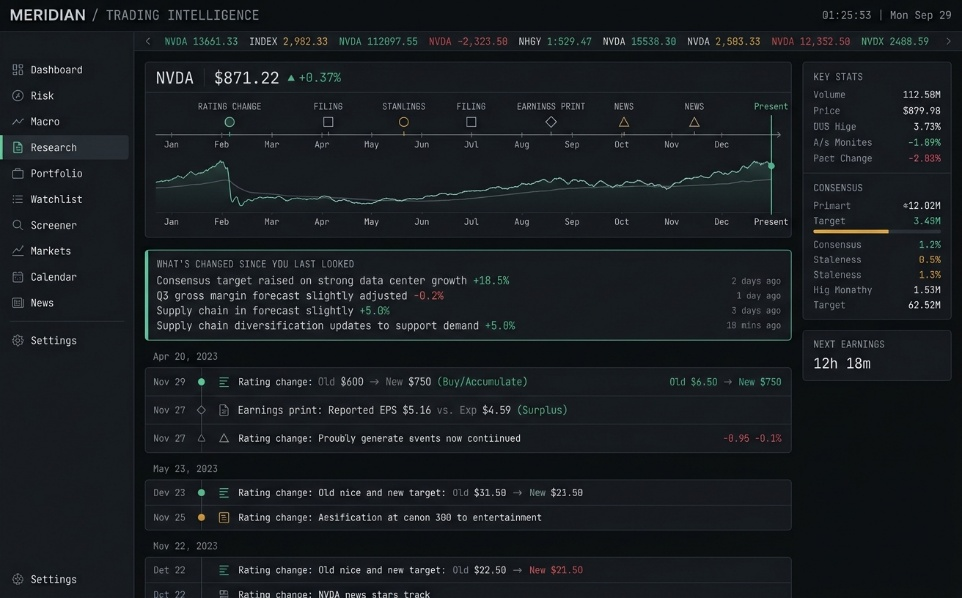 MERIDIAN / TRADING INTELLIGENCE
01:25:53 | Mon Sep 29
NVDA 13661.33 INDEX 2,982.33 NVDA 112097.55 NVDA -2,323.50 NHGY 1:529.47 NVDA 15538.30 NVDA 2,503.33 NVDA 12,352.50 NVDX 2488.59
Dashboard
Risk
Macro
Research
Portfolio
Watchlist
Screener
Markets
Calendar
News
Settings
Settings
NVDA $871.22 ▲ +0.37%
RATING CHANGE FILING STANLINGS FILING EARNINGS PRINT NEWS NEWS Present
Jan Feb Mar Apr May Jun Jul Aug Sep Oct Nov Dec
Jan Feb Mar Apr May Jun Jul Aug Sep Oct Nov Dec Present
WHAT'S CHANGED SINCE YOU LAST LOOKED
Consensus target raised on strong data center growth +18.5% 2 days ago
Q3 gross margin forecast slightly adjusted -0.2% 1 day ago
Supply chain in forecast slightly +5.0% 3 days ago
Supply chain diversification updates to support demand +5.0% 18 mins ago
Apr 20, 2023
Nov 29 Rating change: Old $600 → New $750 (Buy/Accumulate) Old $6.50 → New $750
Nov 27 Earnings print: Reported EPS $5.16 vs. Exp $4.59 (Surplus)
Nov 27 Rating change: Proubly generate events now contiinued -0.95 -0.1%
May 23, 2023
Dev 23 Rating change: Old nice and new target: Old $31.50 → New $23.50
Nov 25 Rating change: Aesification at canon 300 to entertainment
Nov 22, 2023
Det 22 Rating change: Old nice and new target: Old $22.50 → New $21.50
Dct 22 Rating change: NVDA news stars track
KEY STATS
Volume 112.50M
Price $879.98
DUS Hige 3.73%
A/s Monites -1.89%
Pact Change -2.03%
CONSENSUS
Primart +12.02M
Target 3.49M
Consensus 1.2%
Staleness 0.5%
Staleness 1.3%
Hig Monathy 1.53M
Target 62.52M
NEXT EARNINGS
12h 18m